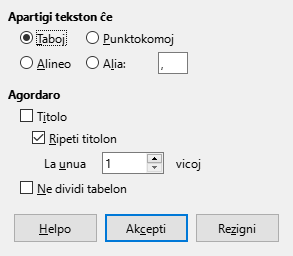 Apartigi tekston ĉe
Taboj Punktokomoj
Alineo Alia: ,
Agordaro
Titolo
Ripeti titolon
La unua 1 vicoj
Ne dividi tabelon
Helpo Akcepti Rezigni